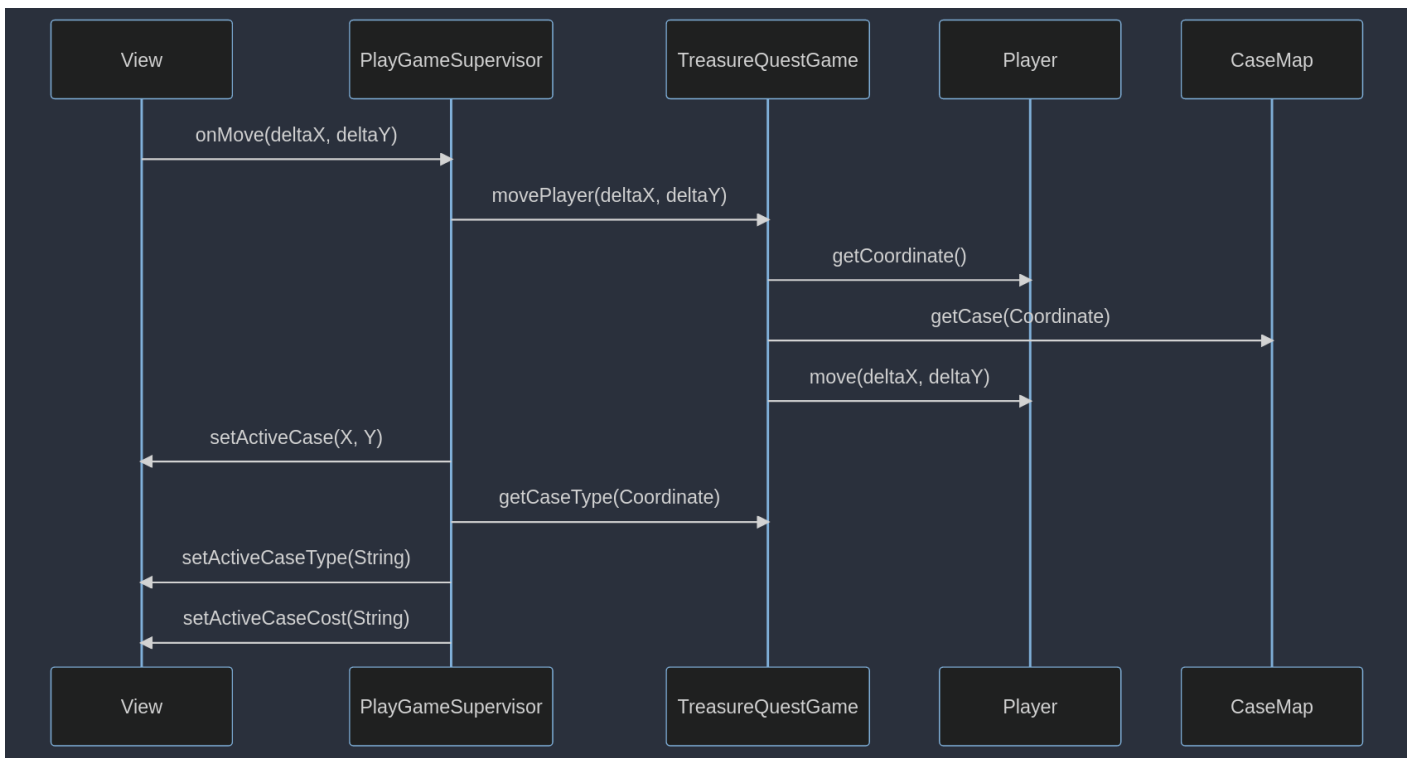 View
PlayGameSupervisor
TreasureQuestGame
Player
CaseMap
onMove(deltaX, deltaY)
movePlayer(deltaX, deltaY)
getCoordinate()
getCase(Coordinate)
move(deltaX, deltaY)
setActiveCase(X, Y)
getCaseType(Coordinate)
setActiveCaseType(String)
setActiveCaseCost(String)
View
PlayGameSupervisor
TreasureQuestGame
Player
CaseMap